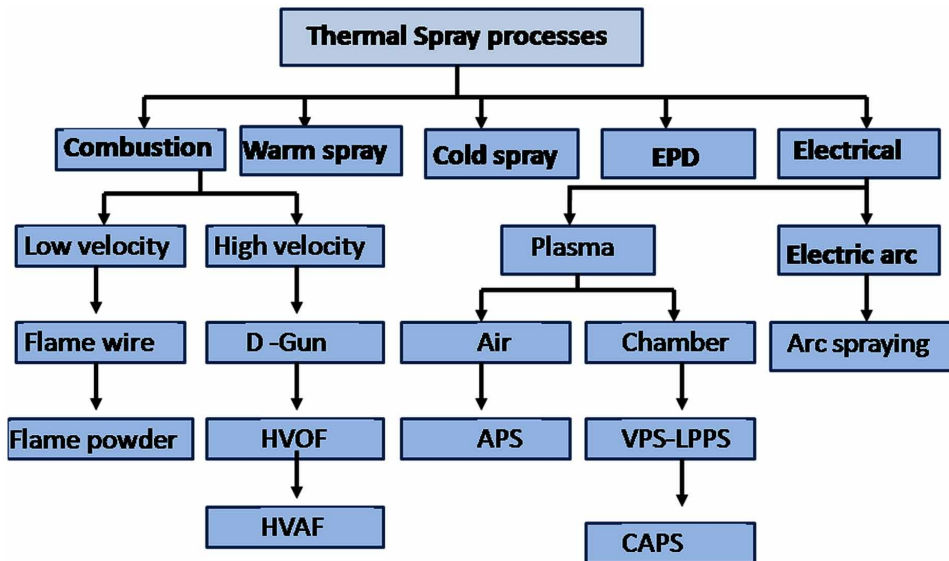 Thermal Spray processes
Combustion
Warm spray
Cold spray
EPD
Electrical
Low velocity
High velocity
Plasma
Electric arc
Flame wire
D -Gun
Air
Chamber
Arc spraying
Flame powder
HVOF
APS
VPS-LPPS
HVAF
CAPS